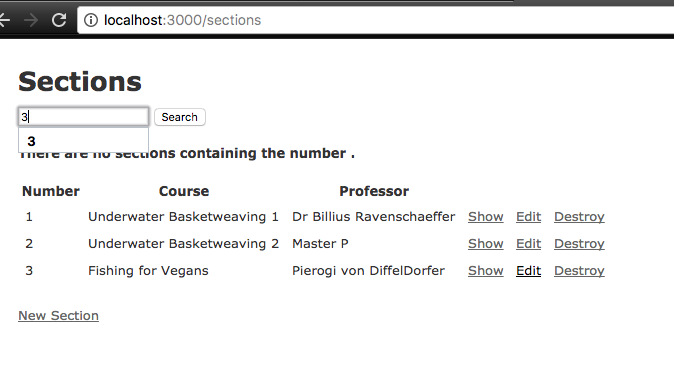 localhost:3000/sections
Sections
3 Search
3
There are no sections containing the number .
Number Course Professor
1 Underwater Basketweaving 1 Dr Billius Ravenschaeffer Show Edit Destroy
2 Underwater Basketweaving 2 Master P Show Edit Destroy
3 Fishing for Vegans Pierogi von DiffelDorfer Show Edit Destroy
New Section